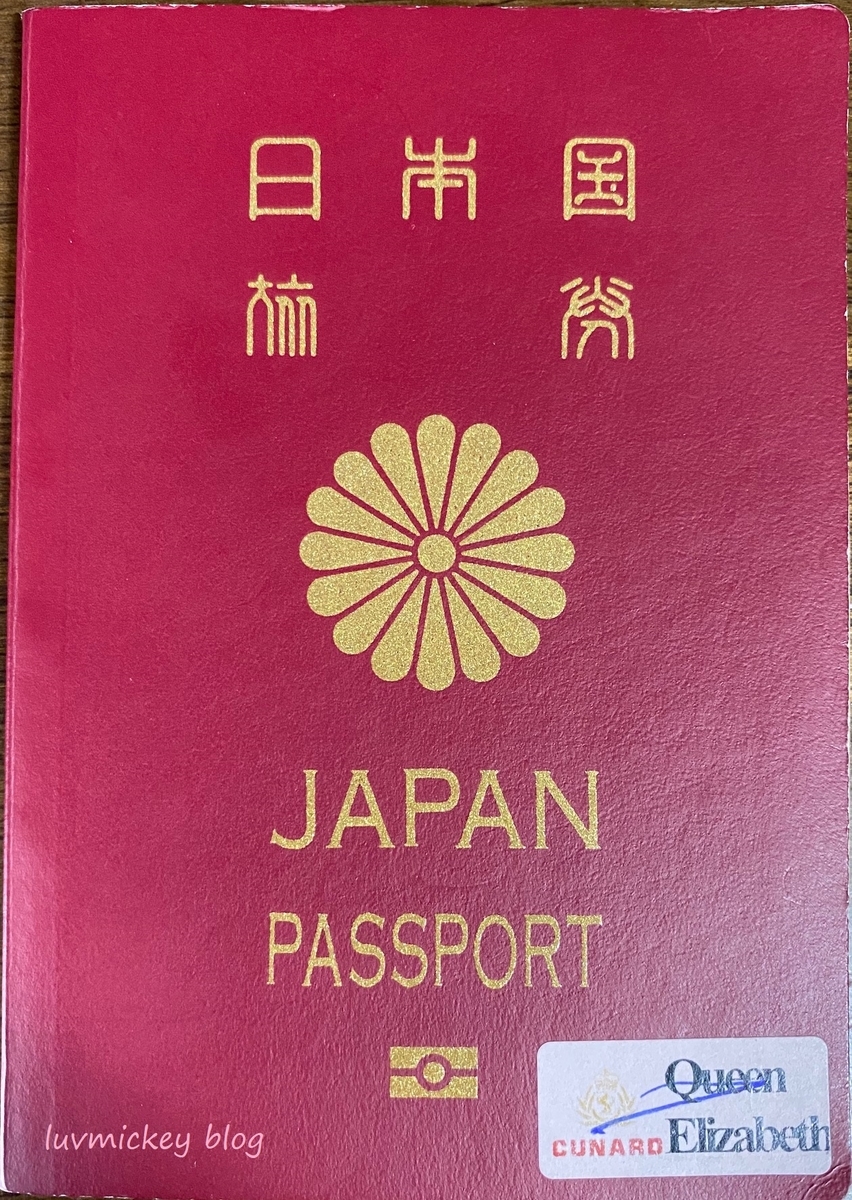 日本国
旅券
JAPAN
PASSPORT
Queen
CUNARD Elizabeth
luvmickey blog